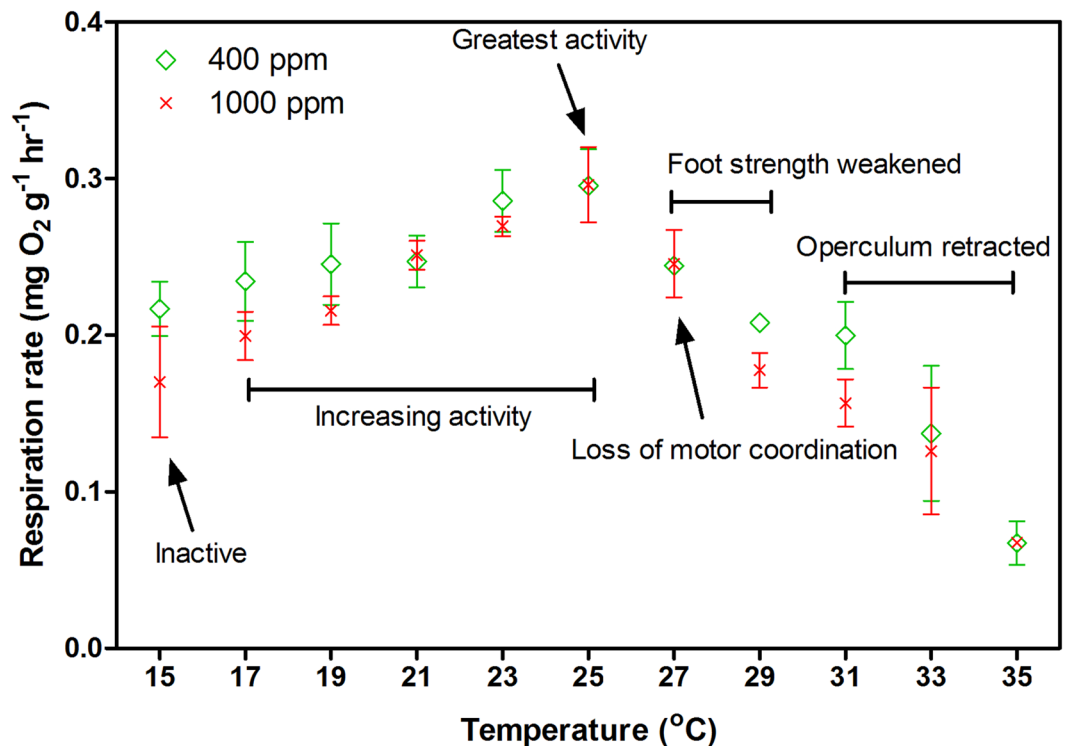 0.4
0.3
0.2
0.1
0.0
Respiration rate (mg O₂ g⁻¹ hr⁻¹)
400 ppm
1000 ppm
Greatest activity
Foot strength weakened
Operculum retracted
Increasing activity
Loss of motor coordination
Inactive
15 17 19 21 23 25 27 29 31 33 35
Temperature (°C)